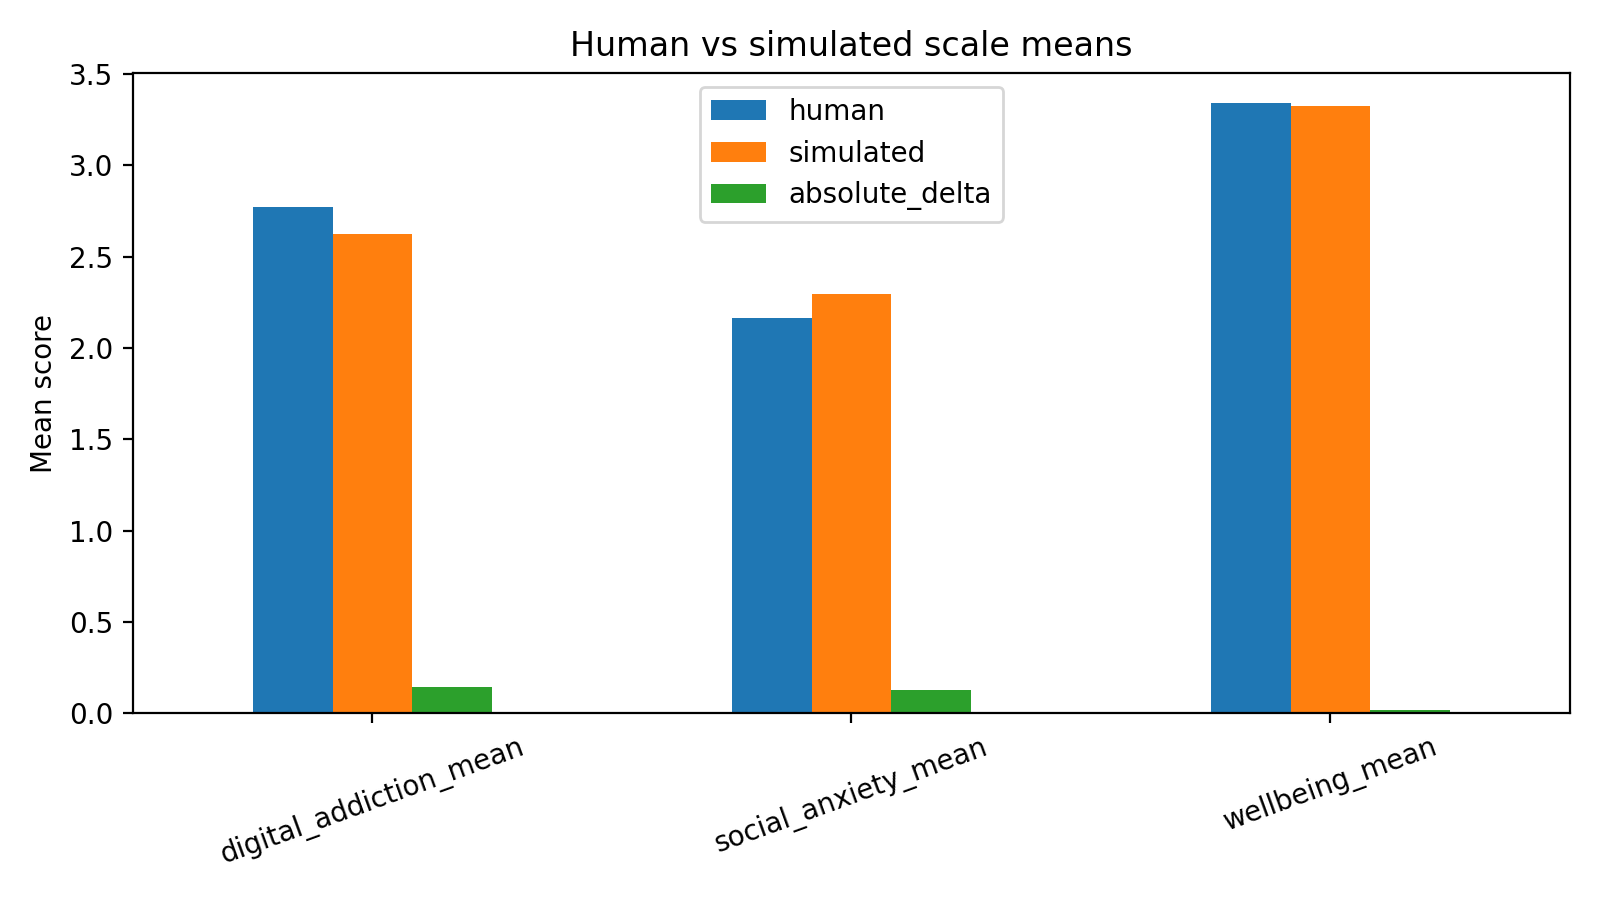 Human vs simulated scale means
3.5
3.0
2.5
2.0
1.5
1.0
0.5
0.0
Mean score
human
simulated
absolute_delta
digital_addiction_mean
social_anxiety_mean
wellbeing_mean